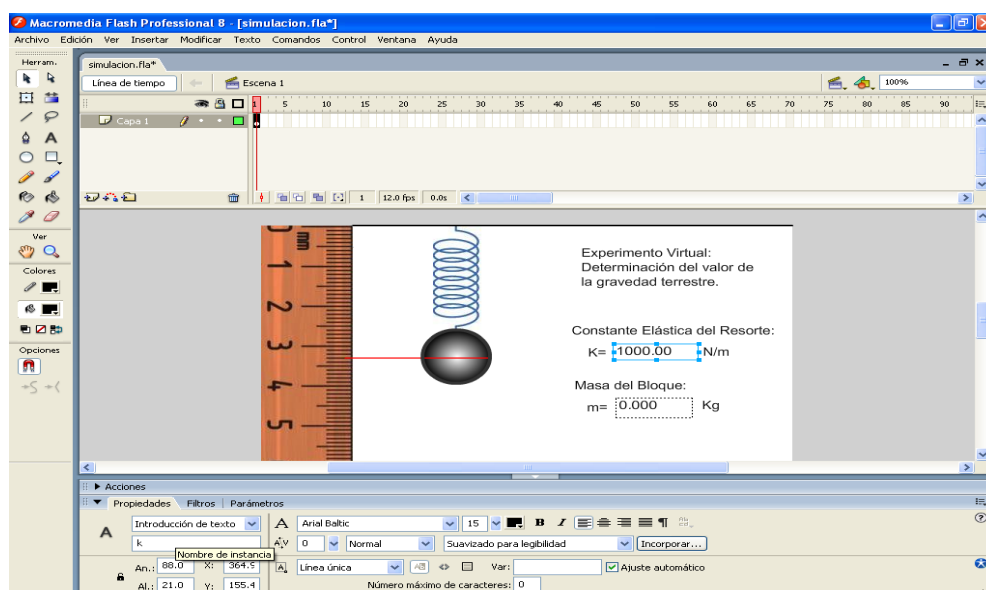 Macromedia Flash Professional 8 - [simulacion.fla*]
Archivo Edición Ver Insertar Modificar Texto Comandos Control Ventana Ayuda
Herram.
simulacion.fla*
Línea de tiempo
Escena 1
100%
1 5 10 15 20 25 30 35 40 45 50 55 60 65 70 75 80 85 90
Capa 1
1 12.0 fps 0.0s
Ver
Colores
Opciones
0 mm
1
2
3
4
5
Experimento Virtual:
Determinación del valor de
la gravedad terrestre.
Constante Elástica del Resorte:
K= 1000.00 N/m
Masa del Bloque:
m= 0.000 Kg
Acciones
Propiedades Filtros Parámetros
A Introducción de texto A Arial Baltic 15 B I
k
Nombre de instancia
A V 0 Normal Suavizado para legibilidad Incorporar...
An.: 88.0 X: 364.9 Línea única Var: Ajuste automático
Al.: 21.0 Y: 155.4 Número máximo de caracteres: 0